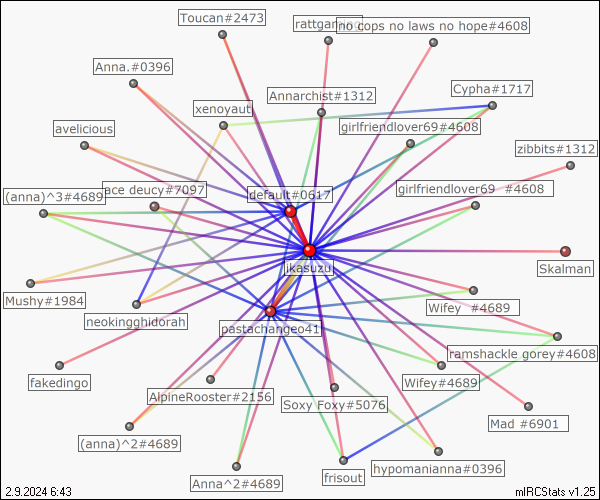 Toucan#2473
rattgaming
no cops no laws no hope#4608
Anna.#0396
Annarchist#1312
Cypha#1717
xenoyaut
avelicious
girlfriendlover69#4608
zibbits#1312
(anna)^3#4689
ace deucy#7097
default#0617
girlfriendlover69 #4608
jkasuzu
Skalman
Mushy#1984
neokingghidorah
pastachangeo41
Wifey #4689
ramshackle gorey#4608
fakedingo
AlpineRooster#2156
Soxy Foxy#5076
Wifey#4689
Mad #6901
(anna)^2#4689
Anna^2#4689
frisout
hypomanianna#0396
2.9.2024 6:43
mIRCStats v1.25